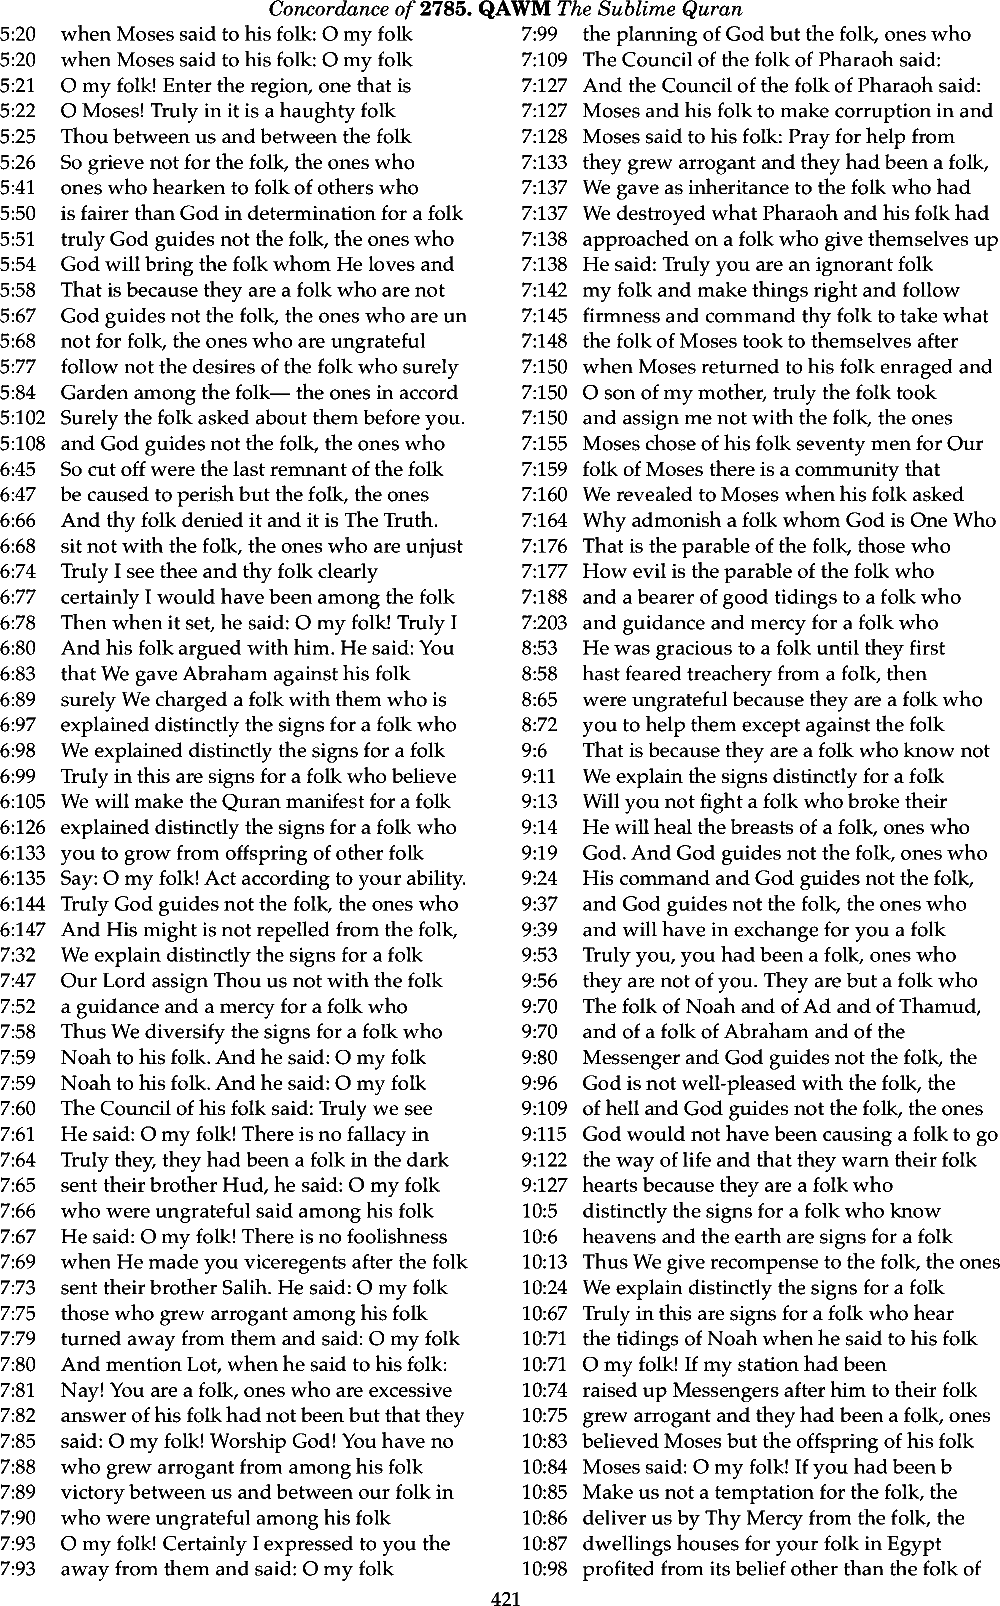 Concordance of 2785. QAWM The Sublime Quran
5:20 when Moses said to his folk: O my folk
5:20 when Moses said to his folk: O my folk
5:21 O my folk! Enter the region, one that is
5:22 O Moses! Truly in it is a haughty folk
5:25 Thou between us and between the folk
5:26 So grieve not for the folk, the ones who
5:41 ones who hearken to folk of others who
5:50 is fairer than God in determination for a folk
5:51 truly God guides not the folk, the ones who
5:54 God will bring the folk whom He loves and
5:58 That is because they are a folk who are not
5:67 God guides not the folk, the ones who are un
5:68 not for folk, the ones who are ungrateful
5:77 follow not the desires of the folk who surely
5:84 Garden among the folk— the ones in accord
5:102 Surely the folk asked about them before you.
5:108 and God guides not the folk, the ones who
6:45 So cut off were the last remnant of the folk
6:47 be caused to perish but the folk, the ones
6:66 And thy folk denied it and it is The Truth.
6:68 sit not with the folk, the ones who are unjust
6:74 Truly I see thee and thy folk clearly
6:77 certainly I would have been among the folk
6:78 Then when it set, he said: O my folk! Truly I
6:80 And his folk argued with him. He said: You
6:83 that We gave Abraham against his folk
6:89 surely We charged a folk with them who is
6:97 explained distinctly the signs for a folk who
6:98 We explained distinctly the signs for a folk
6:99 Truly in this are signs for a folk who believe
6:105 We will make the Quran manifest for a folk
6:126 explained distinctly the signs for a folk who
6:133 you to grow from offspring of other folk
6:135 Say: O my folk! Act according to your ability.
6:144 Truly God guides not the folk, the ones who
6:147 And His might is not repelled from the folk,
7:32 We explain distinctly the signs for a folk
7:47 Our Lord assign Thou us not with the folk
7:52 a guidance and a mercy for a folk who
7:58 Thus We diversify the signs for a folk who
7:59 Noah to his folk. And he said: O my folk
7:59 Noah to his folk. And he said: O my folk
7:60 The Council of his folk said: Truly we see
7:61 He said: O my folk! There is no fallacy in
7:64 Truly they, they had been a folk in the dark
7:65 sent their brother Hud, he said: O my folk
7:66 who were ungrateful said among his folk
7:67 He said: O my folk! There is no foolishness
7:69 when He made you viceregents after the folk
7:73 sent their brother Salih. He said: O my folk
7:75 those who grew arrogant among his folk
7:79 turned away from them and said: O my folk
7:80 And mention Lot, when he said to his folk:
7:81 Nay! You are a folk, ones who are excessive
7:82 answer of his folk had not been but that they
7:85 said: O my folk! Worship God! You have no
7:88 who grew arrogant from among his folk
7:89 victory between us and between our folk in
7:90 who were ungrateful among his folk
7:93 O my folk! Certainly I expressed to you the
7:93 away from them and said: O my folk
7:99 the planning of God but the folk, ones who
7:109 The Council of the folk of Pharaoh said:
7:127 And the Council of the folk of Pharaoh said:
7:127 Moses and his folk to make corruption in and
7:128 Moses said to his folk: Pray for help from
7:133 they grew arrogant and they had been a folk,
7:137 We gave as inheritance to the folk who had
7:137 We destroyed what Pharaoh and his folk had
7:138 approached on a folk who give themselves up
7:138 He said: Truly you are an ignorant folk
7:142 my folk and make things right and follow
7:145 firmness and command thy folk to take what
7:148 the folk of Moses took to themselves after
7:150 when Moses returned to his folk enraged and
7:150 O son of my mother, truly the folk took
7:150 and assign me not with the folk, the ones
7:155 Moses chose of his folk seventy men for Our
7:159 folk of Moses there is a community that
7:160 We revealed to Moses when his folk asked
7:164 Why admonish a folk whom God is One Who
7:176 That is the parable of the folk, those who
7:177 How evil is the parable of the folk who
7:188 and a bearer of good tidings to a folk who
7:203 and guidance and mercy for a folk who
8:53 He was gracious to a folk until they first
8:58 hast feared treachery from a folk, then
8:65 were ungrateful because they are a folk who
8:72 you to help them except against the folk
9:6 That is because they are a folk who know not
9:11 We explain the signs distinctly for a folk
9:13 Will you not fight a folk who broke their
9:14 He will heal the breasts of a folk, ones who
9:19 God. And God guides not the folk, ones who
9:24 His command and God guides not the folk,
9:37 and God guides not the folk, the ones who
9:39 and will have in exchange for you a folk
9:53 Truly you, you had been a folk, ones who
9:56 they are not of you. They are but a folk who
9:70 The folk of Noah and of Ad and of Thamud,
9:70 and of a folk of Abraham and of the
9:80 Messenger and God guides not the folk, the
9:96 God is not well-pleased with the folk, the
9:109 of hell and God guides not the folk, the ones
9:115 God would not have been causing a folk to go
9:122 the way of life and that they warn their folk
9:127 hearts because they are a folk who
10:5 distinctly the signs for a folk who know
10:6 heavens and the earth are signs for a folk
10:13 Thus We give recompense to the folk, the ones
10:24 We explain distinctly the signs for a folk
10:67 Truly in this are signs for a folk who hear
10:71 the tidings of Noah when he said to his folk
10:71 O my folk! If my station had been
10:74 raised up Messengers after him to their folk
10:75 grew arrogant and they had been a folk, ones
10:83 believed Moses but the offspring of his folk
10:84 Moses said: O my folk! If you had been b
10:85 Make us not a temptation for the folk, the
10:86 deliver us by Thy Mercy from the folk, the
10:87 dwellings houses for your folk in Egypt
10:98 profited from its belief other than the folk of
421